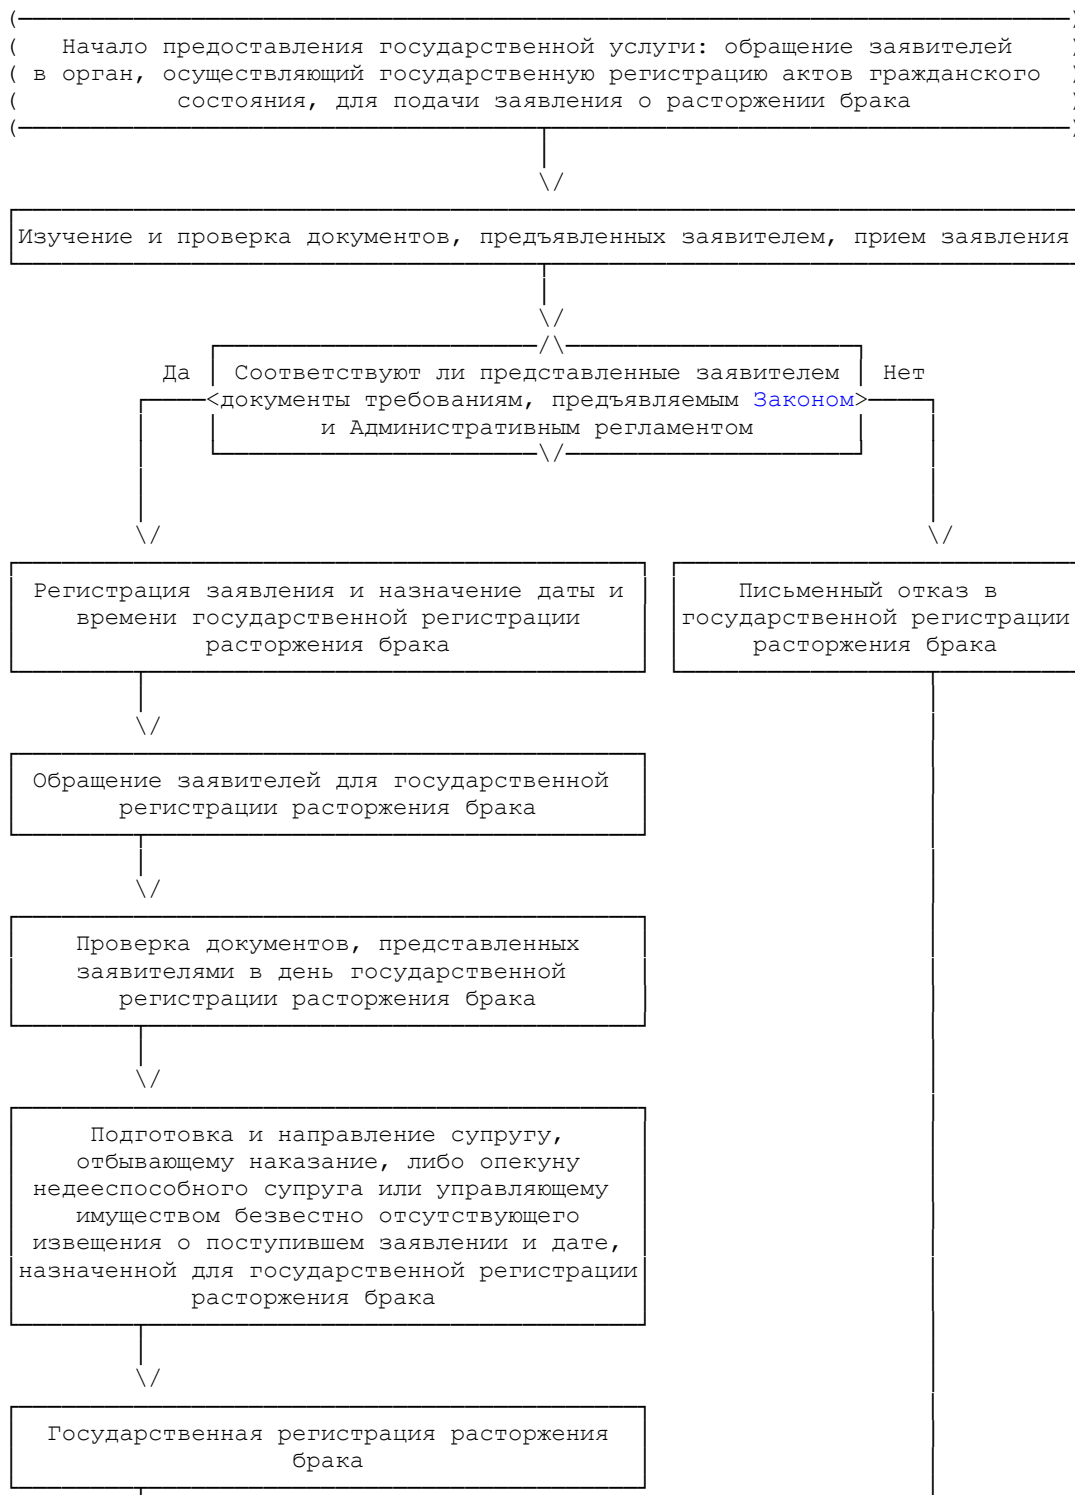 Начало предоставления государственной услуги: обращение заявителей
в орган, осуществляющий государственную регистрацию актов гражданского
состояния, для подачи заявления о расторжении брака
Изучение и проверка документов, предъявленных заявителем, прием заявления
Да
Соответствуют ли представленные заявителем
Нет
документы требованиям, предъявляемым Законом
и Административным регламентом
Регистрация заявления и назначение даты и
времени государственной регистрации
расторжения брака
Письменный отказ в
государственной регистрации
расторжения брака
Обращение заявителей для государственной
регистрации расторжения брака
Проверка документов, представленных
заявителями в день государственной
регистрации расторжения брака
Подготовка и направление супругу,
отбывающему наказание, либо опекуну
недееспособного супруга или управляющему
имуществом безвестно отсутствующего
извещения о поступившем заявлении и дате,
назначенной для государственной регистрации
расторжения брака
Государственная регистрация расторжения
брака